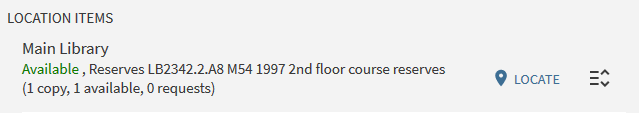 LOCATION ITEMS
Main Library
Available , Reserves LB2342.2.A8 M54 1997 2nd floor course reserves
(1 copy, 1 available, 0 requests)
LOCATE